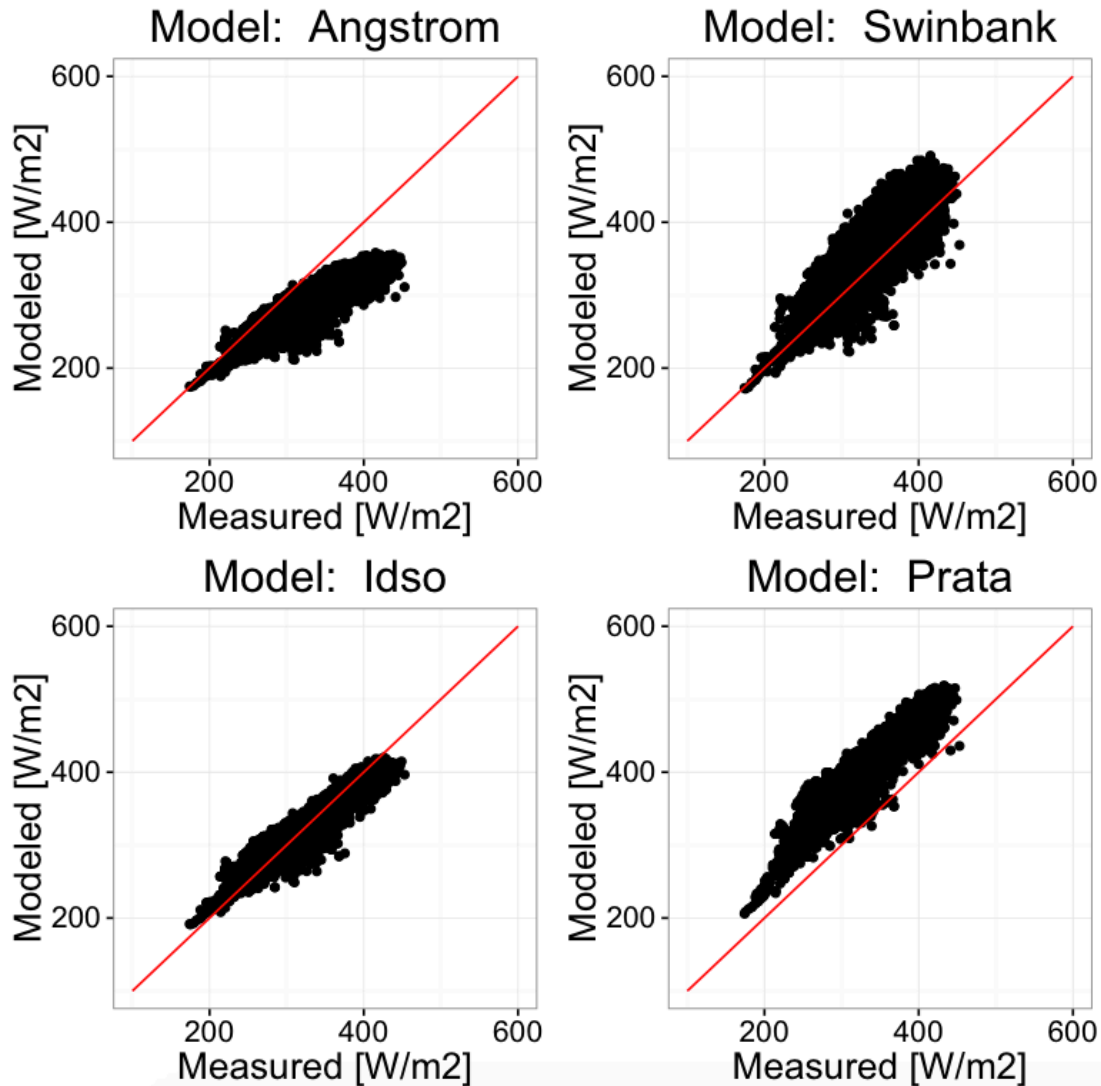 Model:  Angstrom
Modeled [W/m2]
600
400
200
200 400 600
Measured [W/m2]
Model:  Swinbank
Modeled [W/m2]
600
400
200
200 400 600
Measured [W/m2]
Model:  Idso
Modeled [W/m2]
600
400
200
200 400 600
Measured [W/m2]
Model:  Prata
Modeled [W/m2]
600
400
200
200 400 600
Measured [W/m2]